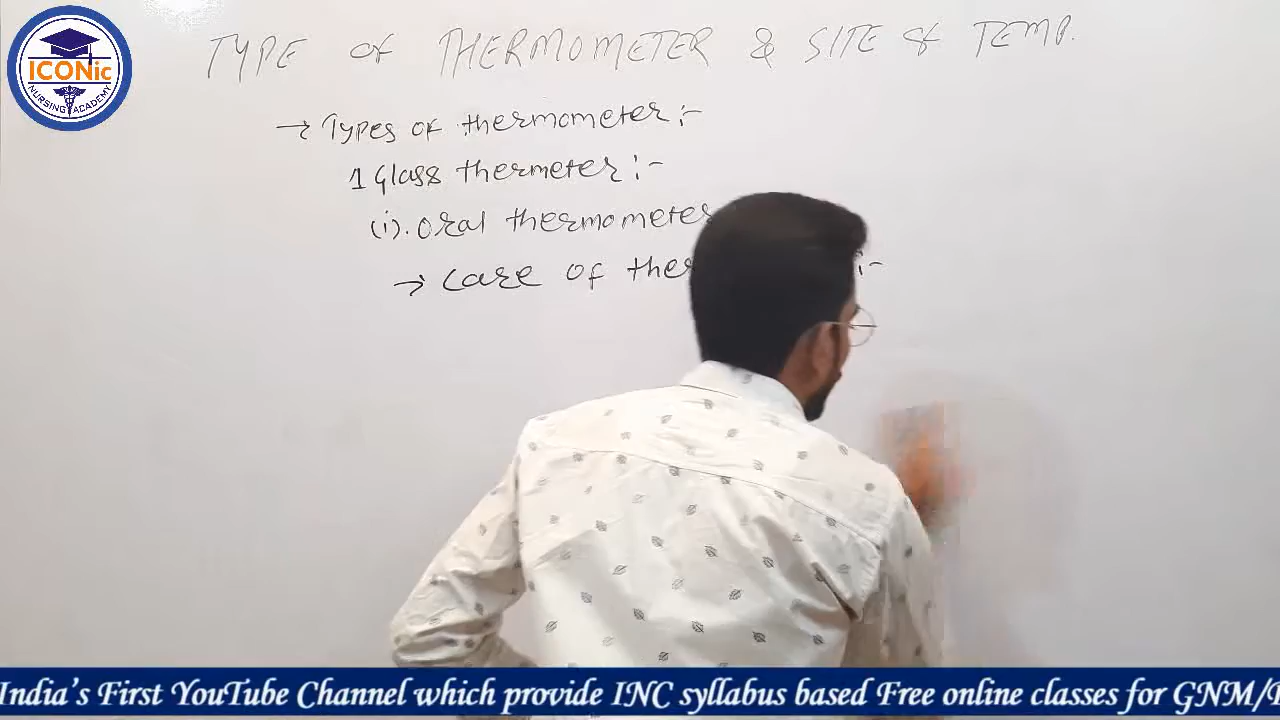 ICONic
NURSING ACADEMY
TYPE of THERMOMETER & SITE of TEMP.
→ Types of thermometer :-
1 Glass thermeter :-
(i). Oral thermometer
→ Care of ther :-
India's First YouTube Channel which provide INC syllabus based Free online classes for GNM/